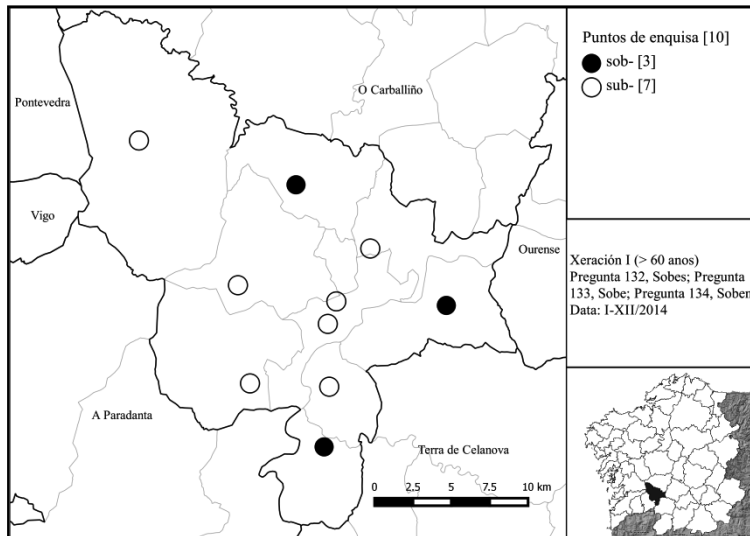 Pontevedra
O Carballiño
Vigo
Ourense
A Paradanta
Terra de Celanova
0 2,5 5 7,5 10 km
Puntos de enquisa [10]
sob- [3]
sub- [7]
Xeración I (> 60 anos)
Pregunta 132, Sobes; Pregunta
133, Sobe; Pregunta 134, Soben
Data: I-XII/2014